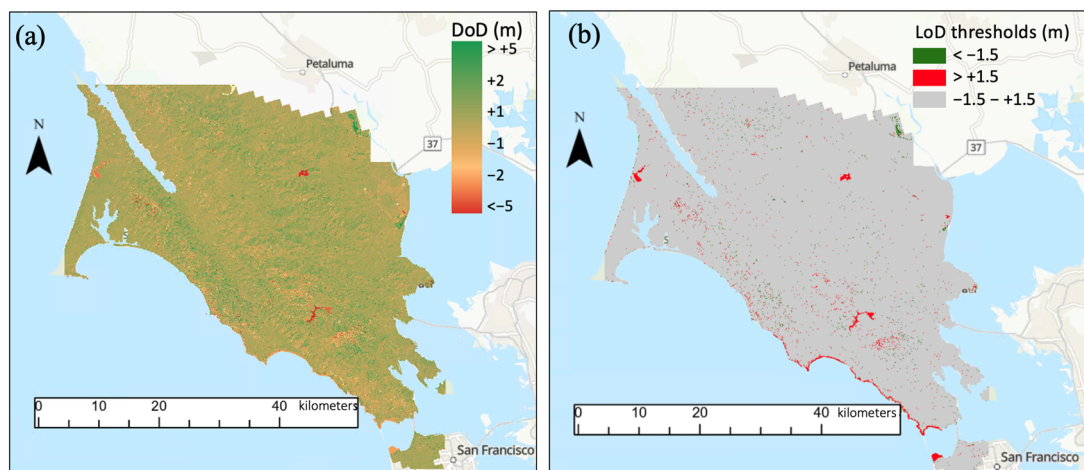 (a)
DoD (m)
> +5
+2
+1
−1
−2
<−5
Petaluma
N
37
0
10
20
40
kilometers
San Francisco
(b)
LoD thresholds (m)
< −1.5
> +1.5
−1.5 – +1.5
Petaluma
N
37
S
0
10
20
40
kilometers
San Francisco